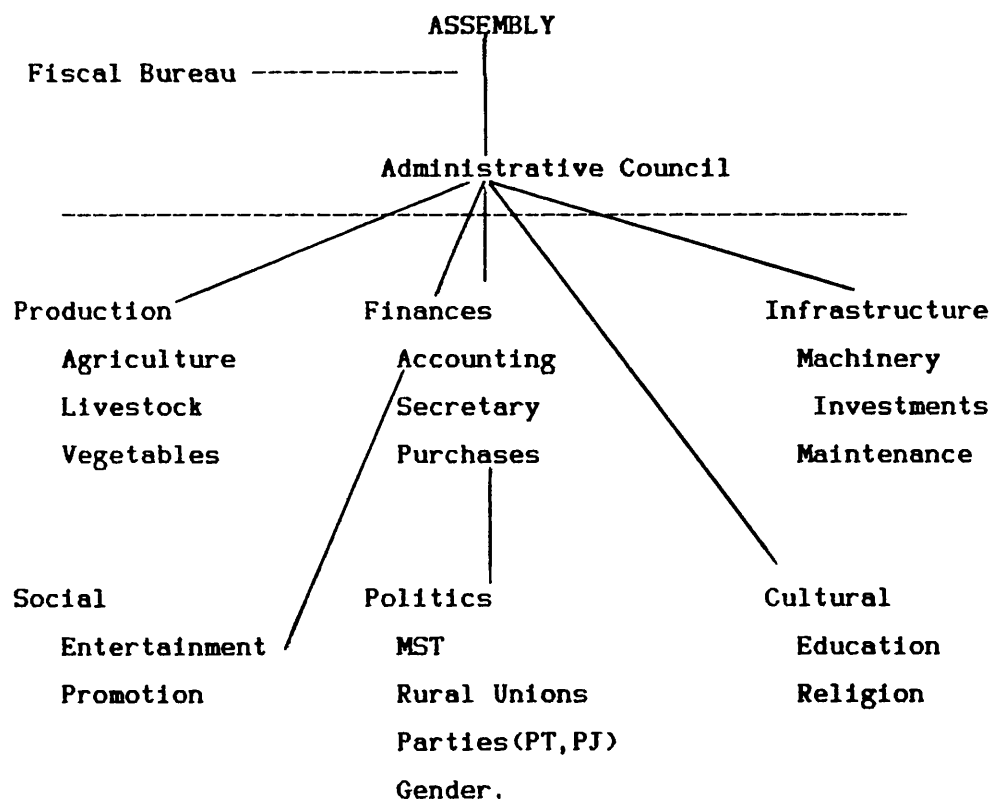 ASSEMBLY
Fiscal Bureau
Administrative Council
Production Finances Infrastructure
Agriculture Accounting Machinery
Livestock Secretary Investments
Vegetables Purchases Maintenance
Social Politics Cultural
Entertainment MST Education
Promotion Rural Unions Religion
Parties(PT,PJ)
Gender.